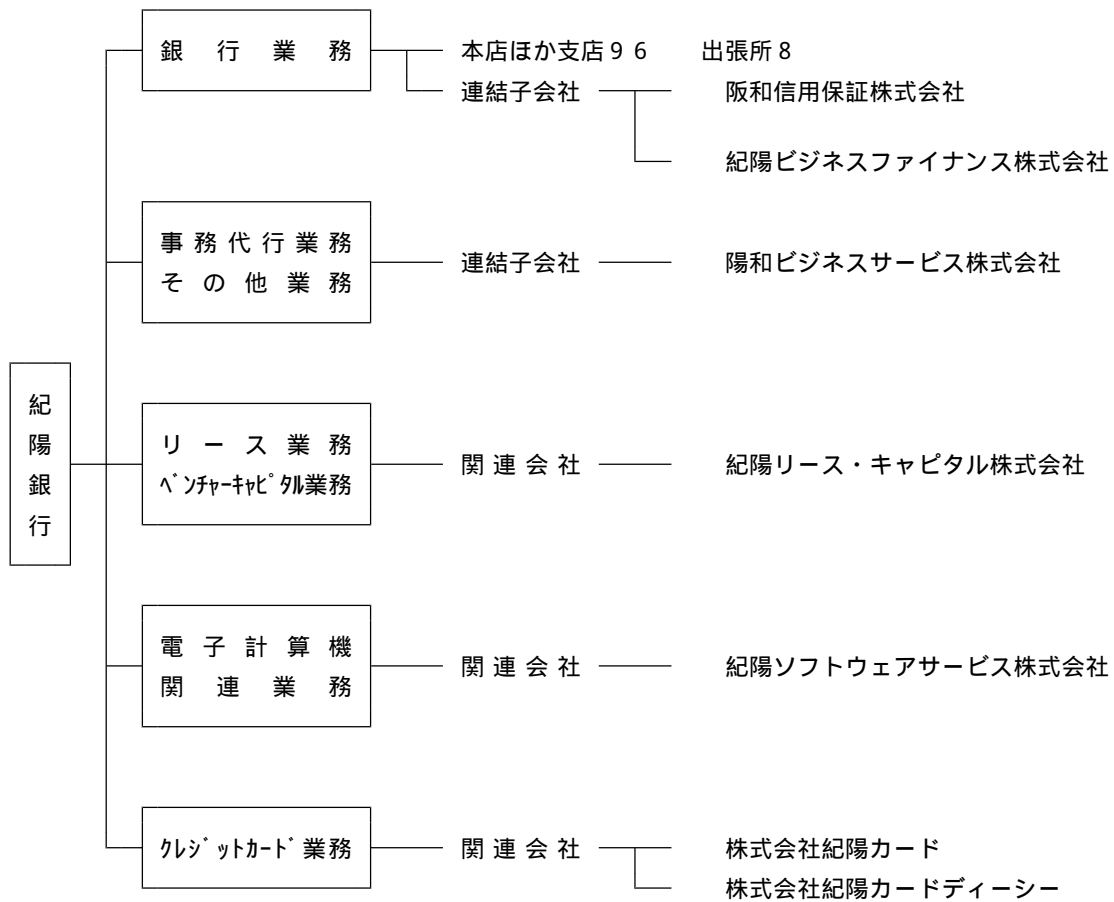 銀行業務 本店ほか支店９６ 出張所８
連結子会社 阪和信用保証株式会社
紀陽ビジネスファイナンス株式会社
事務代行業務
その他業務
連結子会社 陽和ビジネスサービス株式会社
紀陽銀行
リース業務
ﾍﾞﾝﾁｬｰｷｬﾋﾟﾀﾙ業務
関連会社 紀陽リース・キャピタル株式会社
電子計算機
関連業務
関連会社 紀陽ソフトウェアサービス株式会社
ｸﾚｼﾞｯﾄｶｰﾄﾞ業務 関連会社 株式会社紀陽カード
株式会社紀陽カードディーシー